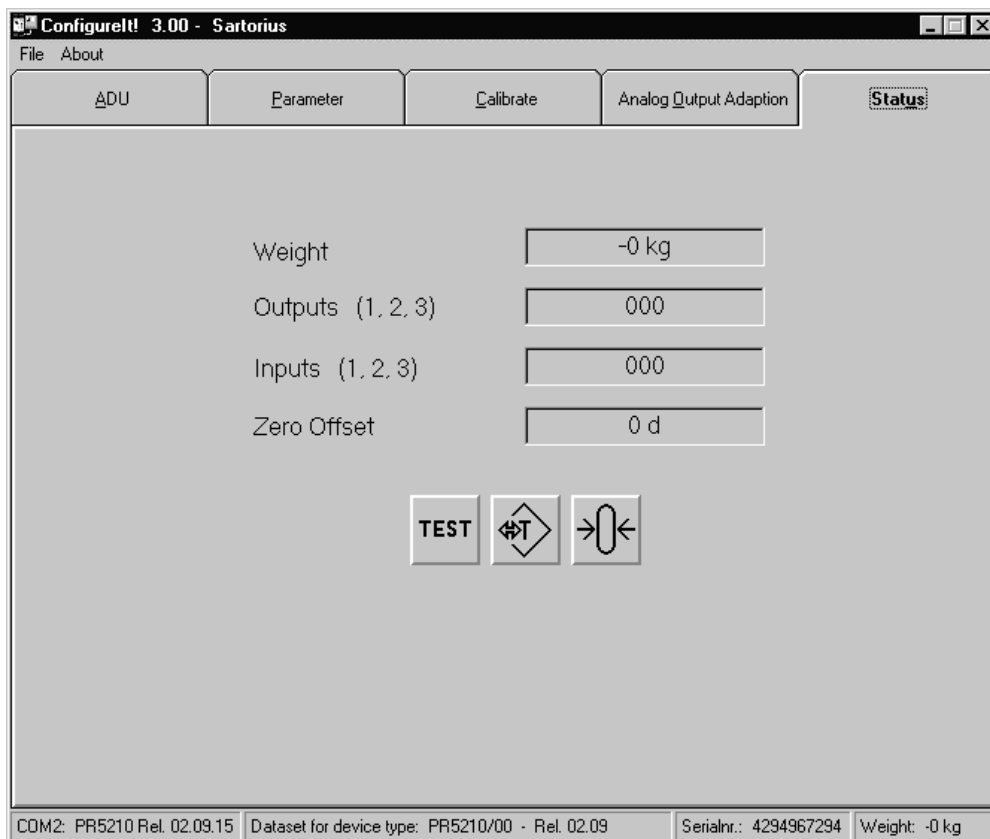 ConfigureIt! 3.00 - Sartorius
File About
ADU Parameter Calibrate Analog Output Adaption Status
Weight -0 kg
Outputs (1, 2, 3) 000
Inputs (1, 2, 3) 000
Zero Offset 0 d
TEST T 0
COM2: PR5210 Rel. 02.09.15 Dataset for device type: PR5210/00 - Rel. 02.09 Serialnr.: 4294967294 Weight: -0 kg